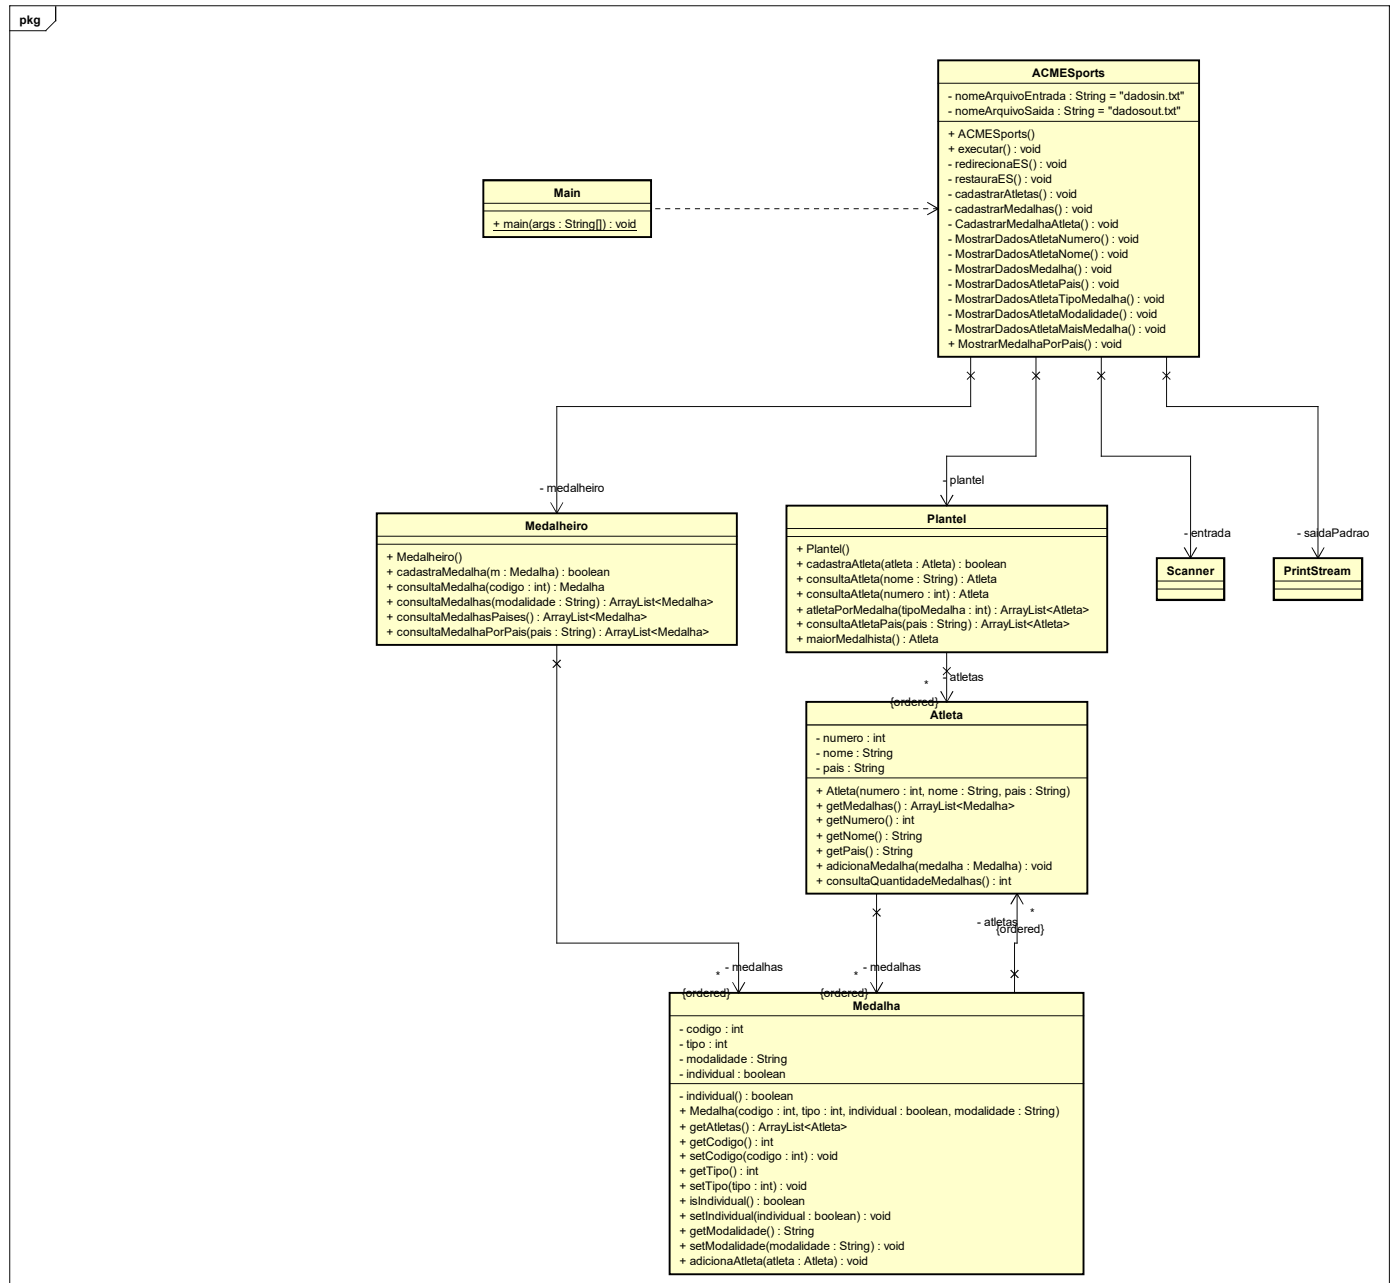 pkg
ACMESports
- nomeArquivoEntrada : String = "dadosin.txt"
- nomeArquivoSaida : String = "dadosout.txt"
+ ACMESports()
+ executar() : void
- redirecionaES() : void
- restauraES() : void
- cadastrarAtletas() : void
- cadastrarMedalhas() : void
- CadastrarMedalhaAtleta() : void
- MostrarDadosAtletaNumero() : void
- MostrarDadosAtletaNome() : void
- MostrarDadosMedalha() : void
- MostrarDadosAtletaPais() : void
- MostrarDadosAtletaTipoMedalha() : void
- MostrarDadosAtletaModalidade() : void
- MostrarDadosAtletaMaisMedalha() : void
+ MostrarMedalhaPorPais() : void
Main
+ main(args : String[]) : void
- medalheiro
- plantel
- entrada
- saidaPadrao
Medalheiro
+ Medalheiro()
+ cadastraMedalha(m : Medalha) : boolean
+ consultaMedalha(codigo : int) : Medalha
+ consultaMedalhas(modalidade : String) : ArrayList<Medalha>
+ consultaMedalhasPaises() : ArrayList<Medalha>
+ consultaMedalhaPorPais(pais : String) : ArrayList<Medalha>
Plantel
+ Plantel()
+ cadastraAtleta(atleta : Atleta) : boolean
+ consultaAtleta(nome : String) : Atleta
+ consultaAtleta(numero : int) : Atleta
+ atletaPorMedalha(tipoMedalha : int) : ArrayList<Atleta>
+ consultaAtletaPais(pais : String) : ArrayList<Atleta>
+ maiorMedalhista() : Atleta
Scanner
PrintStream
- atletas
*
{ordered}
Atleta
- numero : int
- nome : String
- pais : String
+ Atleta(numero : int, nome : String, pais : String)
+ getMedalhas() : ArrayList<Medalha>
+ getNumero() : int
+ getNome() : String
+ getPais() : String
+ adicionaMedalha(medalha : Medalha) : void
+ consultaQuantidadeMedalhas() : int
*
- atletas
{ordered}
- medalhas
*
{ordered}
- medalhas
*
{ordered}
Medalha
- codigo : int
- tipo : int
- modalidade : String
- individual : boolean
- individual() : boolean
+ Medalha(codigo : int, tipo : int, individual : boolean, modalidade : String)
+ getAtletas() : ArrayList<Atleta>
+ getCodigo() : int
+ setCodigo(codigo : int) : void
+ getTipo() : int
+ setTipo(tipo : int) : void
+ isIndividual() : boolean
+ setIndividual(individual : boolean) : void
+ getModalidade() : String
+ setModalidade(modalidade : String) : void
+ adicionaAtleta(atleta : Atleta) : void